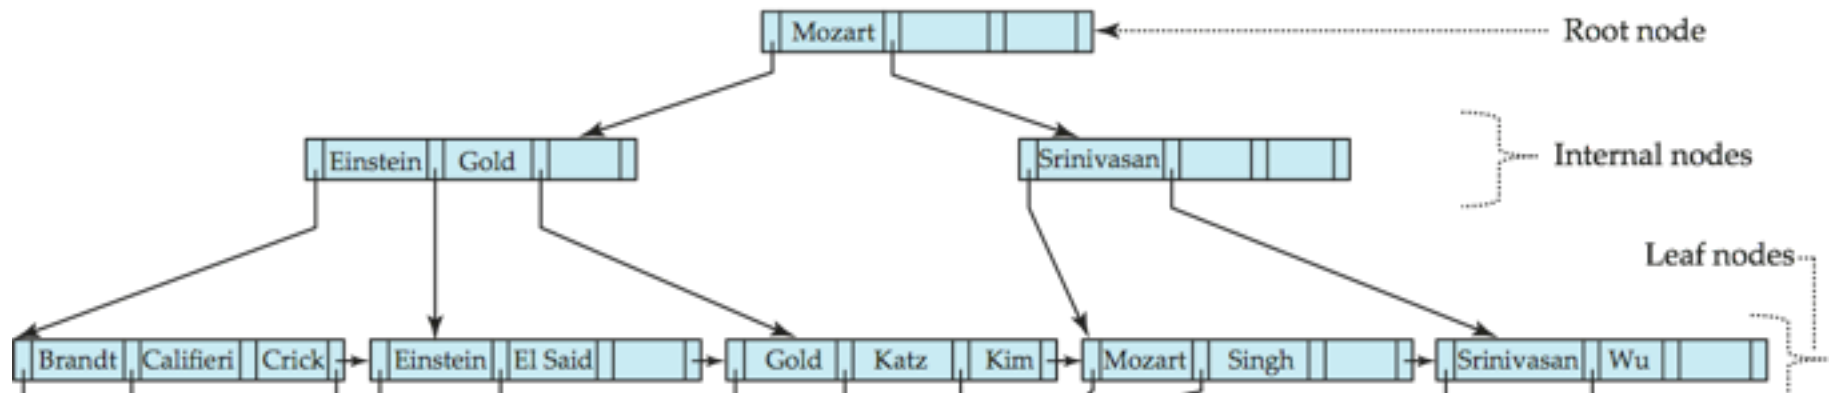 Mozart
Root node
Einstein Gold
Srinivasan
Internal nodes
Leaf nodes
Brandt Califieri Crick
Einstein El Said
Gold Katz Kim
Mozart Singh
Srinivasan Wu